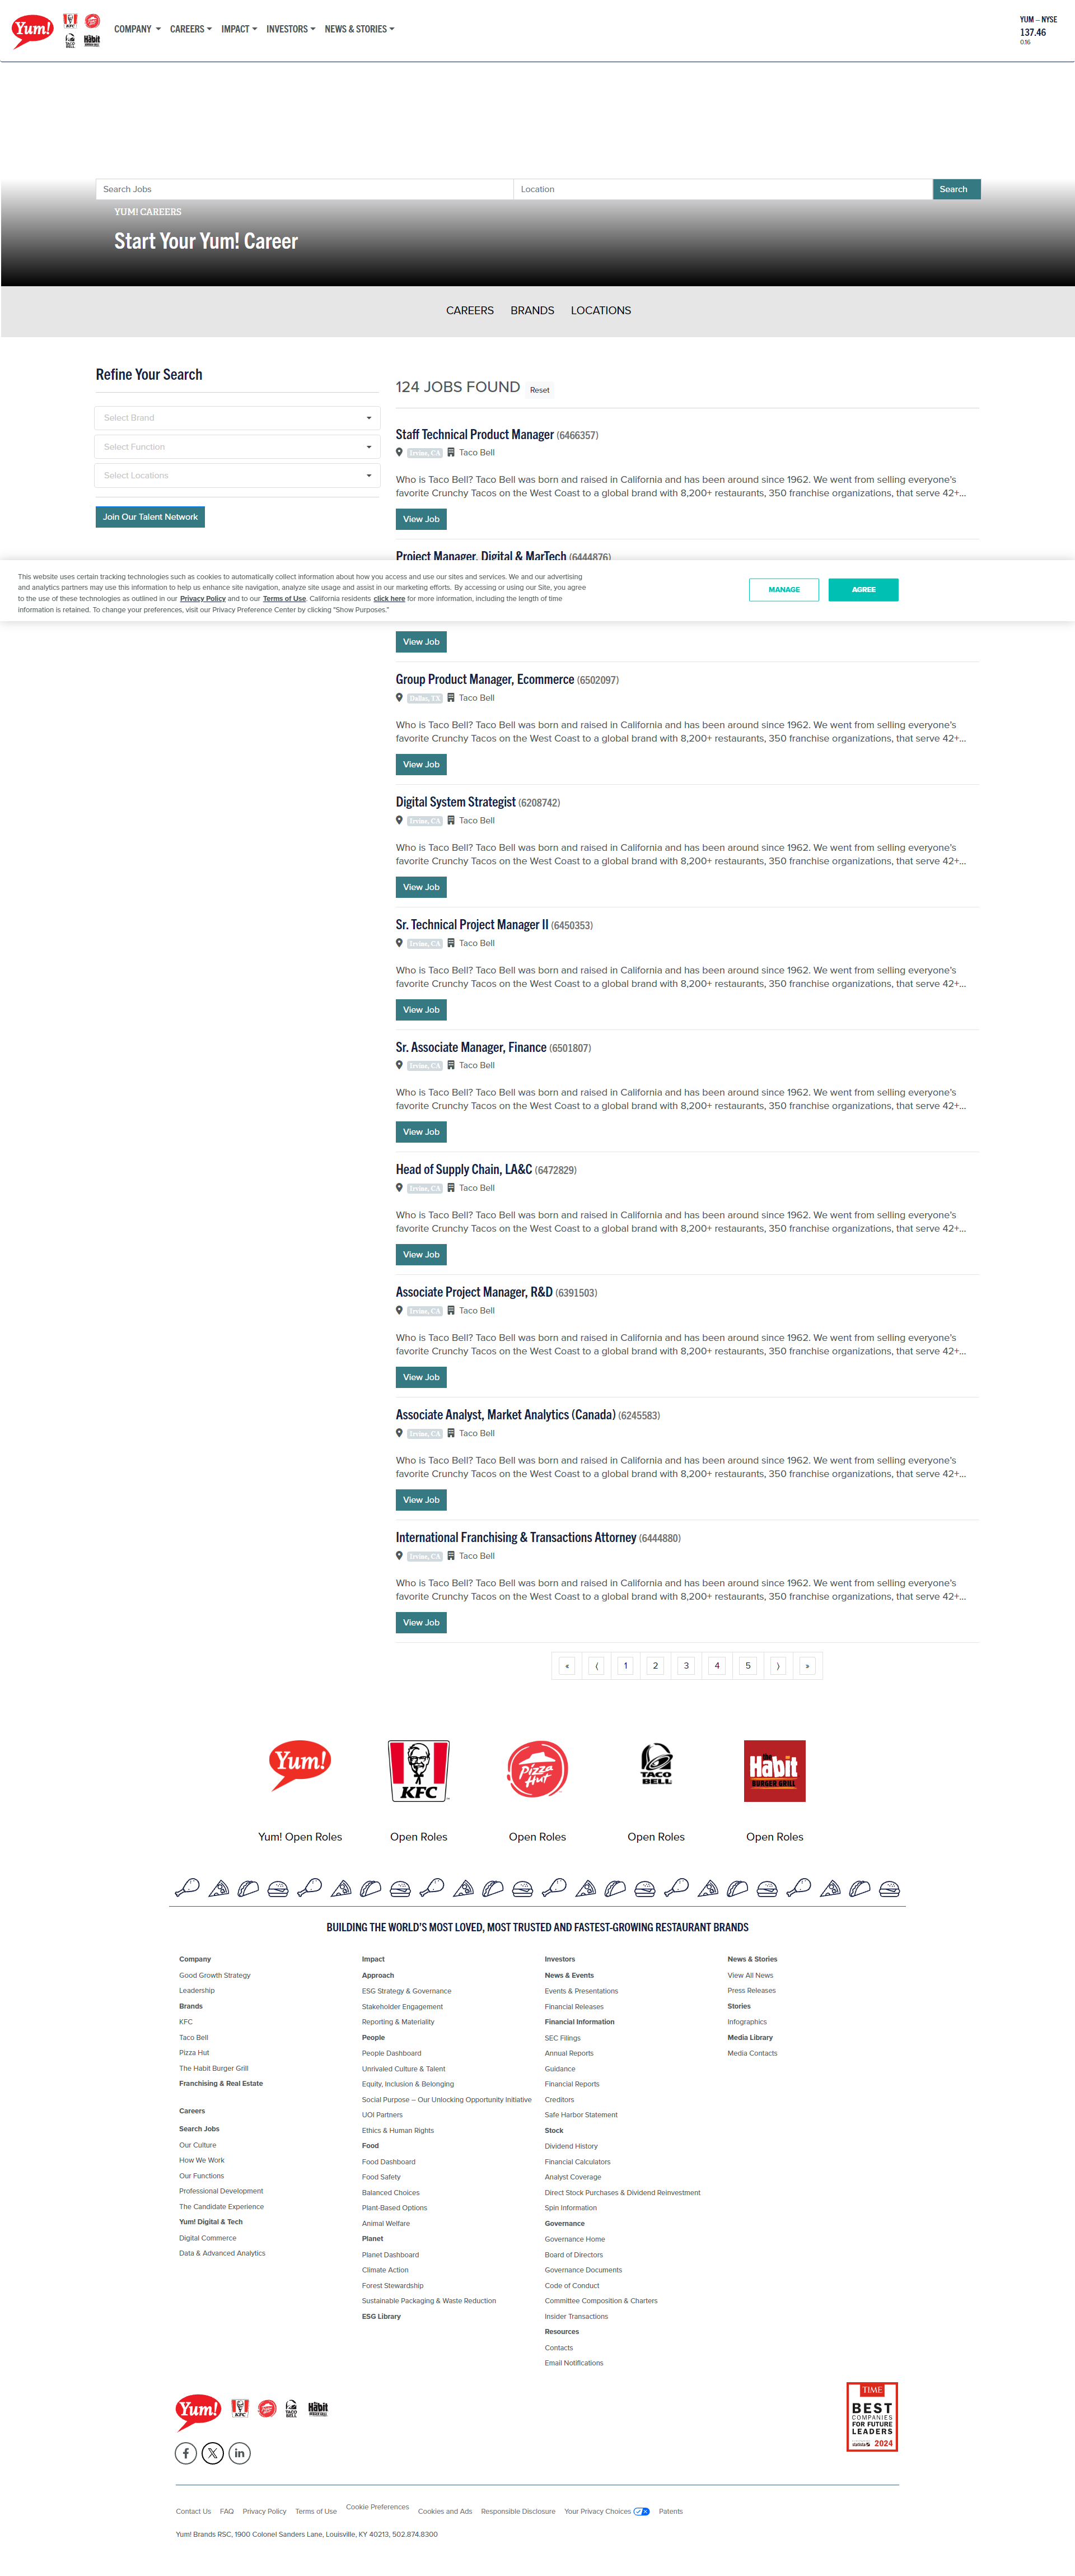 Yum!
KFC
Pizza Hut
TACO BELL
the Habit BURGER GRILL
COMPANY
CAREERS
IMPACT
INVESTORS
NEWS & STORIES
YUM – NYSE
137.46
0.16
Search Jobs
Location
Search
YUM! CAREERS
Start Your Yum! Career
CAREERS
BRANDS
LOCATIONS
Refine Your Search
Select Brand
Select Function
Select Locations
Join Our Talent Network
124 JOBS FOUND Reset
Staff Technical Product Manager (6466357)
Irvine, CA Taco Bell
Who is Taco Bell? Taco Bell was born and raised in California and has been around since 1962. We went from selling everyone's
favorite Crunchy Tacos on the West Coast to a global brand with 8,200+ restaurants, 350 franchise organizations, that serve 42+...
View Job
Project Manager, Digital & MarTech (6444876)
This website uses certain tracking technologies such as cookies to automatically collect information about how you access and use our sites and services. We and our advertising
and analytics partners may use this information to help us enhance site navigation, analyze site usage and assist in our marketing efforts. By accessing or using our Site, you agree
to the use of these technologies as outlined in our Privacy Policy and to our Terms of Use. California residents click here for more information, including the length of time
information is retained. To change your preferences, visit our Privacy Preference Center by clicking "Show Purposes."
MANAGE
AGREE
View Job
Group Product Manager, Ecommerce (6502097)
Dallas, TX Taco Bell
Who is Taco Bell? Taco Bell was born and raised in California and has been around since 1962. We went from selling everyone's
favorite Crunchy Tacos on the West Coast to a global brand with 8,200+ restaurants, 350 franchise organizations, that serve 42+...
View Job
Digital System Strategist (6208742)
Irvine, CA Taco Bell
Who is Taco Bell? Taco Bell was born and raised in California and has been around since 1962. We went from selling everyone's
favorite Crunchy Tacos on the West Coast to a global brand with 8,200+ restaurants, 350 franchise organizations, that serve 42+...
View Job
Sr. Technical Project Manager II (6450353)
Irvine, CA Taco Bell
Who is Taco Bell? Taco Bell was born and raised in California and has been around since 1962. We went from selling everyone's
favorite Crunchy Tacos on the West Coast to a global brand with 8,200+ restaurants, 350 franchise organizations, that serve 42+...
View Job
Sr. Associate Manager, Finance (6501807)
Irvine, CA Taco Bell
Who is Taco Bell? Taco Bell was born and raised in California and has been around since 1962. We went from selling everyone's
favorite Crunchy Tacos on the West Coast to a global brand with 8,200+ restaurants, 350 franchise organizations, that serve 42+...
View Job
Head of Supply Chain, LA&C (6472829)
Irvine, CA Taco Bell
Who is Taco Bell? Taco Bell was born and raised in California and has been around since 1962. We went from selling everyone's
favorite Crunchy Tacos on the West Coast to a global brand with 8,200+ restaurants, 350 franchise organizations, that serve 42+...
View Job
Associate Project Manager, R&D (6391503)
Irvine, CA Taco Bell
Who is Taco Bell? Taco Bell was born and raised in California and has been around since 1962. We went from selling everyone's
favorite Crunchy Tacos on the West Coast to a global brand with 8,200+ restaurants, 350 franchise organizations, that serve 42+...
View Job
Associate Analyst, Market Analytics (Canada) (6245583)
Irvine, CA Taco Bell
Who is Taco Bell? Taco Bell was born and raised in California and has been around since 1962. We went from selling everyone's
favorite Crunchy Tacos on the West Coast to a global brand with 8,200+ restaurants, 350 franchise organizations, that serve 42+...
View Job
International Franchising & Transactions Attorney (6444880)
Irvine, CA Taco Bell
Who is Taco Bell? Taco Bell was born and raised in California and has been around since 1962. We went from selling everyone's
favorite Crunchy Tacos on the West Coast to a global brand with 8,200+ restaurants, 350 franchise organizations, that serve 42+...
View Job
« ⟨ 1 2 3 4 5 ⟩ »
Yum!
KFC
Pizza Hut
TACO BELL
the Habit BURGER GRILL
Yum! Open Roles
Open Roles
Open Roles
Open Roles
Open Roles
BUILDING THE WORLD'S MOST LOVED, MOST TRUSTED AND FASTEST-GROWING RESTAURANT BRANDS
Company
Good Growth Strategy
Leadership
Brands
KFC
Taco Bell
Pizza Hut
The Habit Burger Grill
Franchising & Real Estate
Careers
Search Jobs
Our Culture
How We Work
Our Functions
Professional Development
The Candidate Experience
Yum! Digital & Tech
Digital Commerce
Data & Advanced Analytics
Impact
Approach
ESG Strategy & Governance
Stakeholder Engagement
Reporting & Materiality
People
People Dashboard
Unrivaled Culture & Talent
Equity, Inclusion & Belonging
Social Purpose – Our Unlocking Opportunity Initiative
UOI Partners
Ethics & Human Rights
Food
Food Dashboard
Food Safety
Balanced Choices
Plant-Based Options
Animal Welfare
Planet
Planet Dashboard
Climate Action
Forest Stewardship
Sustainable Packaging & Waste Reduction
ESG Library
Investors
News & Events
Events & Presentations
Financial Releases
Financial Information
SEC Filings
Annual Reports
Guidance
Financial Reports
Creditors
Safe Harbor Statement
Stock
Dividend History
Financial Calculators
Analyst Coverage
Direct Stock Purchases & Dividend Reinvestment
Spin Information
Governance
Governance Home
Board of Directors
Governance Documents
Code of Conduct
Committee Composition & Charters
Insider Transactions
Resources
Contacts
Email Notifications
News & Stories
View All News
Press Releases
Stories
Infographics
Media Library
Media Contacts
Yum!
KFC
Pizza Hut
TACO BELL
the Habit BURGER GRILL
TIME
BEST
COMPANIES
FOR FUTURE
LEADERS
statista 2024
Contact Us
FAQ
Privacy Policy
Terms of Use
Cookie Preferences
Cookies and Ads
Responsible Disclosure
Your Privacy Choices
Patents
Yum! Brands RSC, 1900 Colonel Sanders Lane, Louisville, KY 40213, 502.874.8300